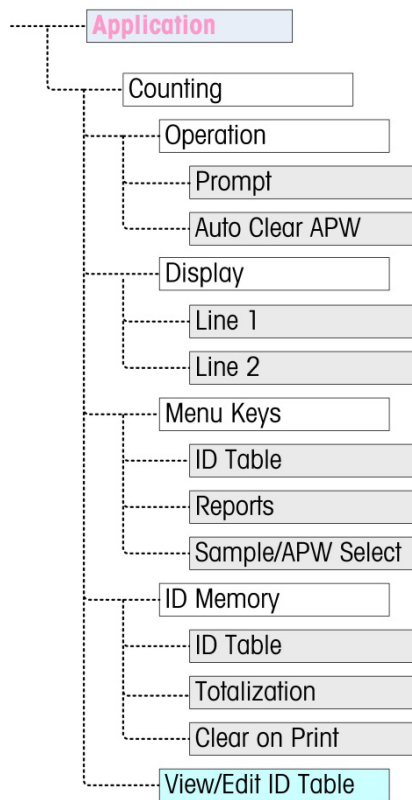 Application
Counting
Operation
Prompt
Auto Clear APW
Display
Line 1
Line 2
Menu Keys
ID Table
Reports
Sample/APW Select
ID Memory
ID Table
Totalization
Clear on Print
View/Edit ID Table